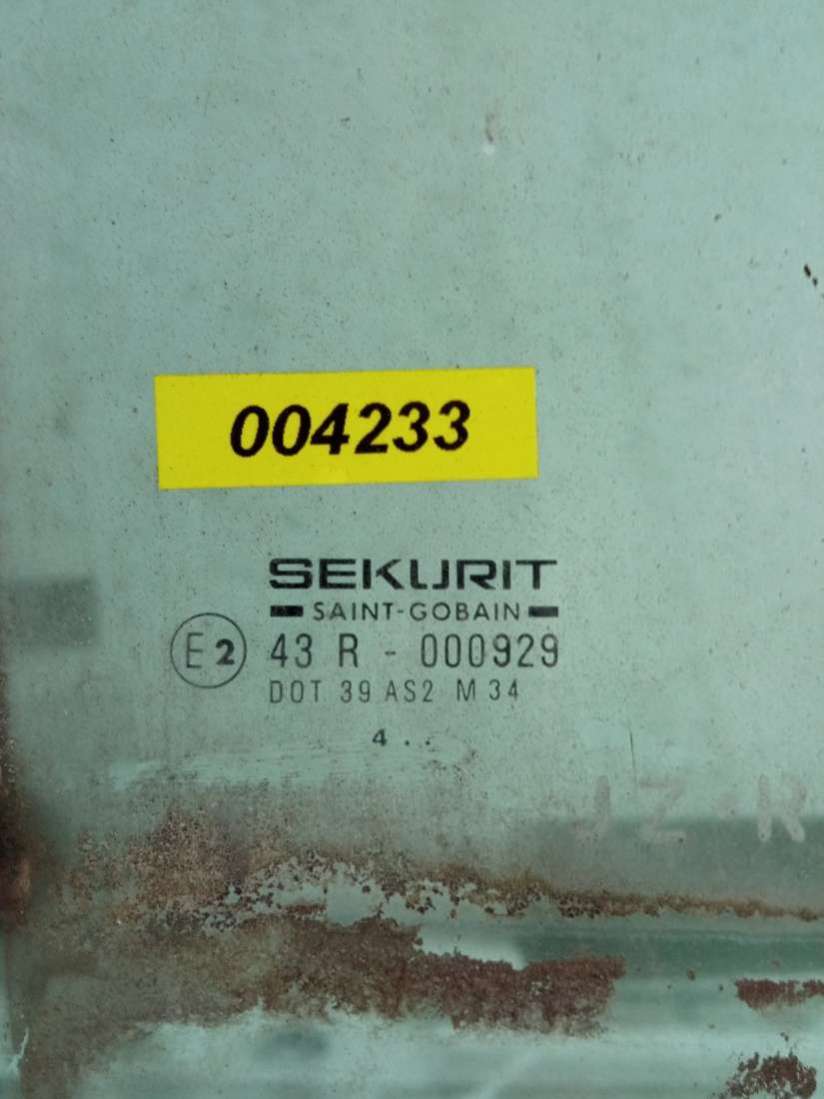 004233
SEKURIT
SAINT-GOBAIN
E2 43 R - 000929
DOT 39 AS2 M 34
4 . .